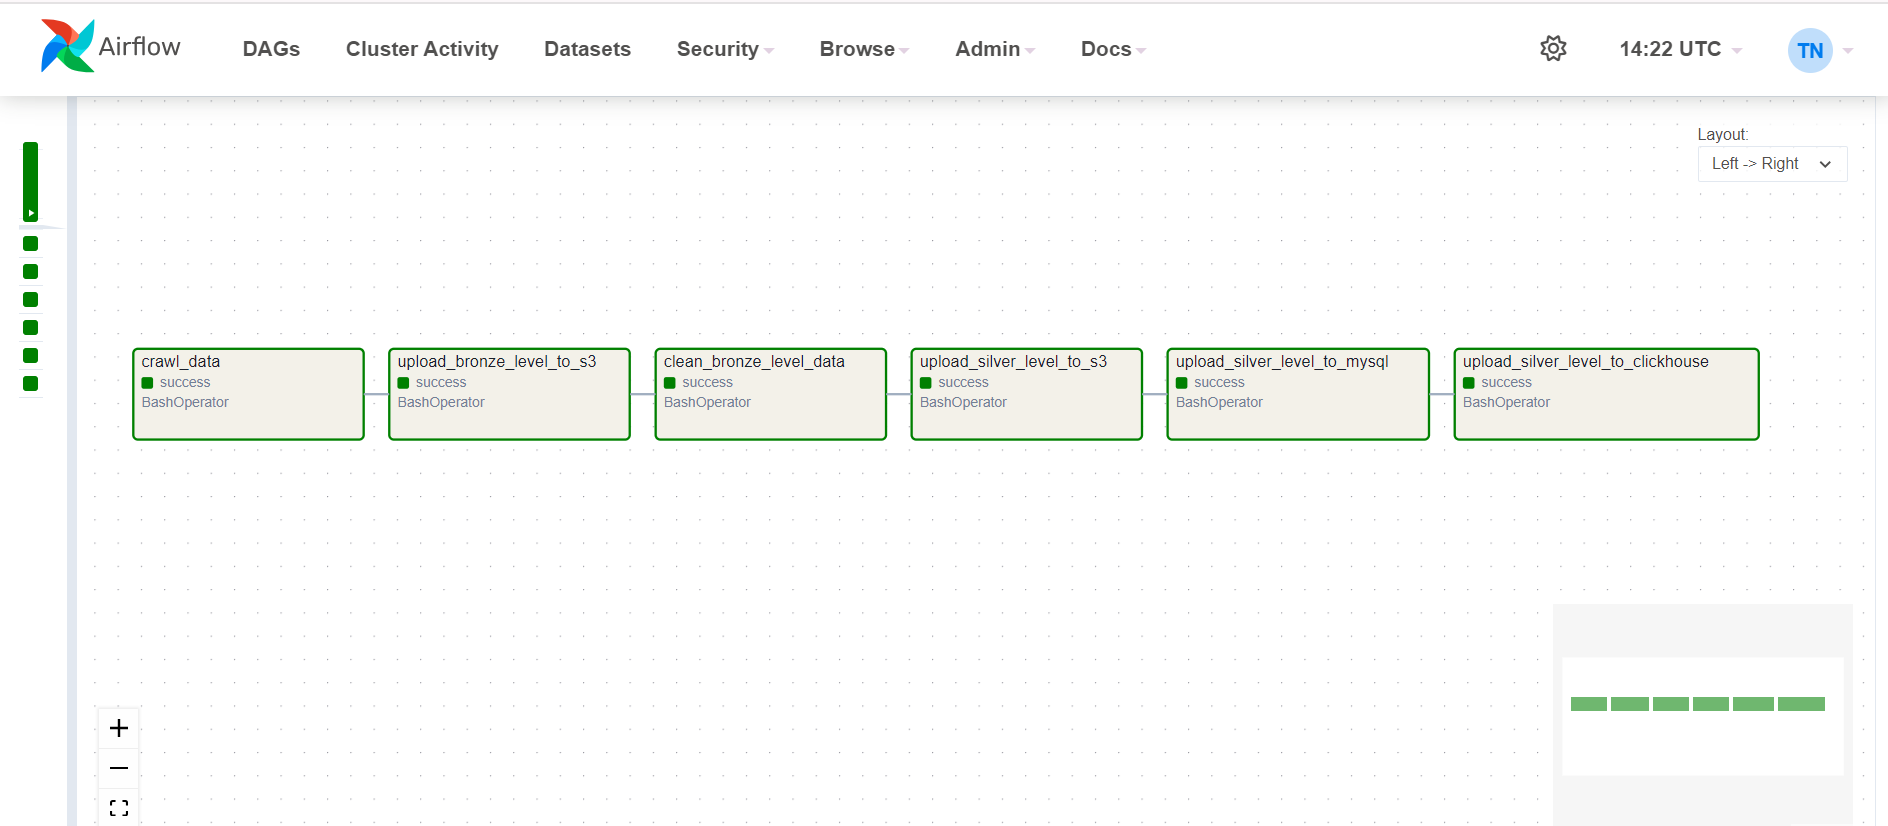 Airflow DAGs Cluster Activity Datasets Security Browse Admin Docs 14:22 UTC TN
Layout:
Left -> Right
crawl_data
success
BashOperator
upload_bronze_level_to_s3
success
BashOperator
clean_bronze_level_data
success
BashOperator
upload_silver_level_to_s3
success
BashOperator
upload_silver_level_to_mysql
success
BashOperator
upload_silver_level_to_clickhouse
success
BashOperator